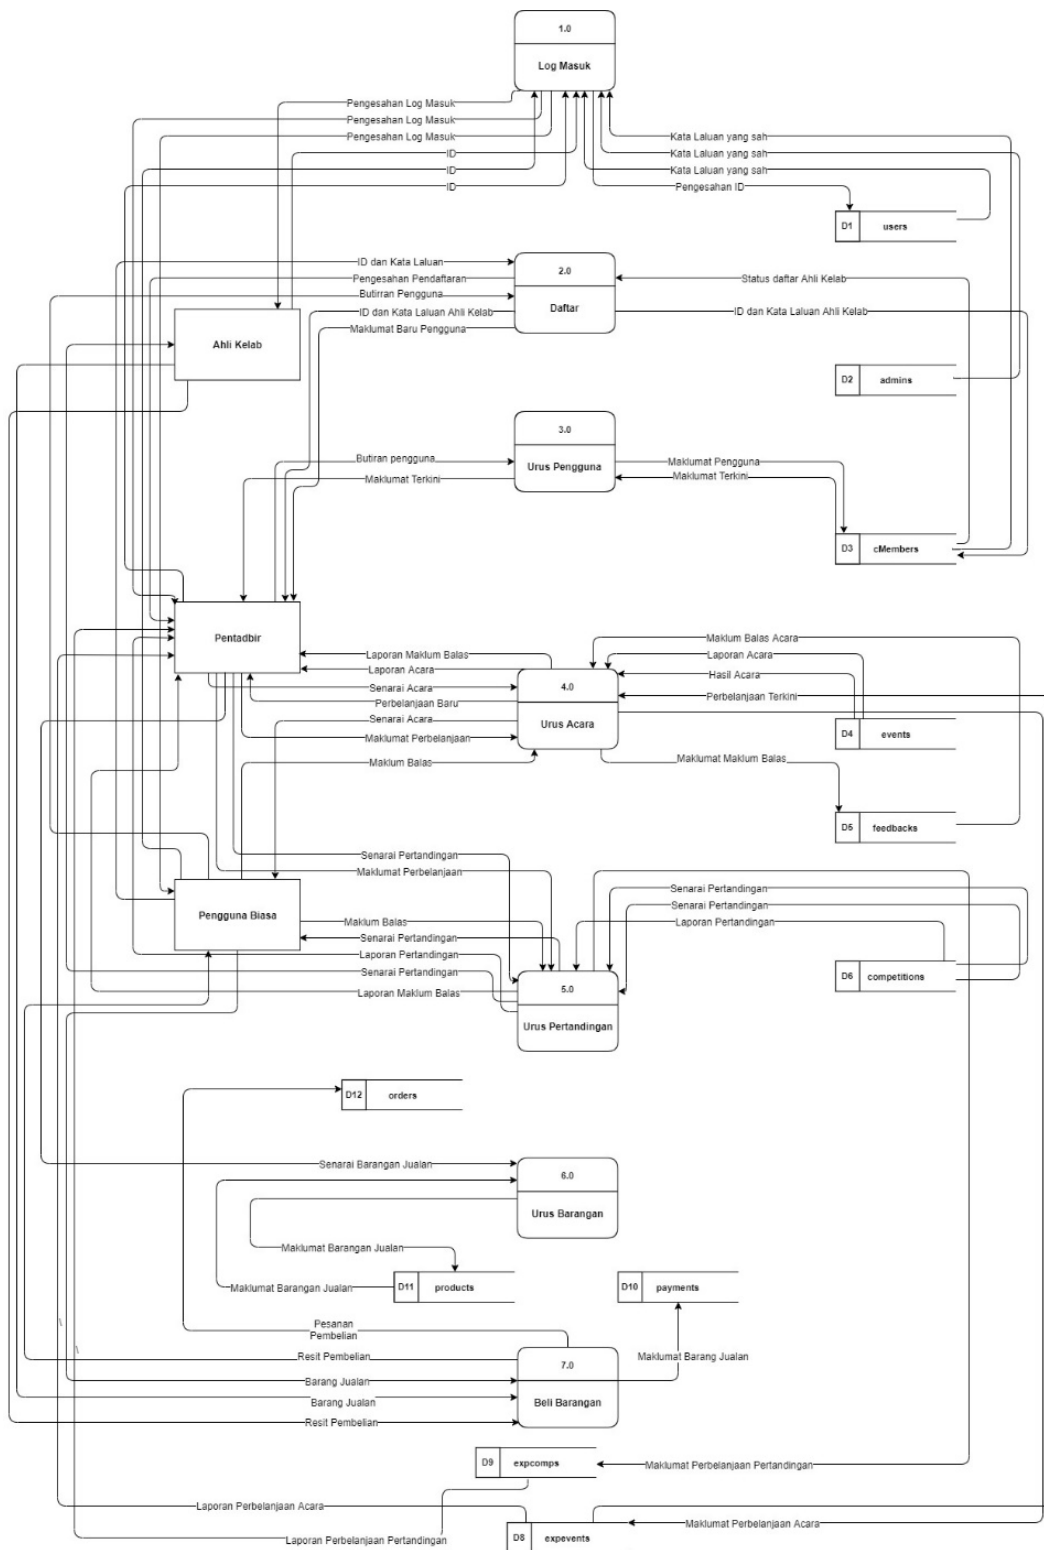 1.0
Log Masuk
Pengesahan Log Masuk
Pengesahan Log Masuk
Pengesahan Log Masuk
ID
ID
ID
Kata Laluan yang sah
Kata Laluan yang sah
Kata Laluan yang sah
Pengesahan ID
D1
users
ID dan Kata Laluan
Pengesahan Pendaftaran
Butirran Pengguna
ID dan Kata Laluan Ahli Kelab
Maklumat Baru Pengguna
2.0
Daftar
Status daftar Ahli Kelab
ID dan Kata Laluan Ahli Kelab
Ahli Kelab
D2
admins
3.0
Urus Pengguna
Butiran pengguna
Maklumat Terkini
Maklumat Pengguna
Maklumat Terkini
D3
cMembers
Pentadbir
Laporan Maklum Balas
Laporan Acara
Senarai Acara
Perbelanjaan Baru
Senarai Acara
Maklumat Perbelanjaan
Maklum Balas
4.0
Urus Acara
Maklum Balas Acara
Laporan Acara
Hasil Acara
Perbelanjaan Terkini
D4
events
Maklumat Maklum Balas
D5
feedbacks
Senarai Pertandingan
Maklumat Perbelanjaan
Pengguna Biasa
Maklum Balas
Senarai Pertandingan
Laporan Pertandingan
Senarai Pertandingan
Laporan Maklum Balas
5.0
Urus Pertandingan
Senarai Pertandingan
Senarai Pertandingan
Laporan Pertandingan
D6
competitions
D12
orders
Senarai Barangan Jualan
6.0
Urus Barangan
Maklumat Barangan Jualan
Maklumat Barangan Jualan
D11
products
D10
payments
\
\
Pesanan
Pembelian
Resit Pembelian
Barang Jualan
Barang Jualan
Resit Pembelian
7.0
Beli Barangan
Maklumat Barang Jualan
D9
expcomps
Maklumat Perbelanjaan Pertandingan
Laporan Perbelanjaan Acara
Laporan Perbelanjaan Pertandingan
D8
expevents
Maklumat Perbelanjaan Acara